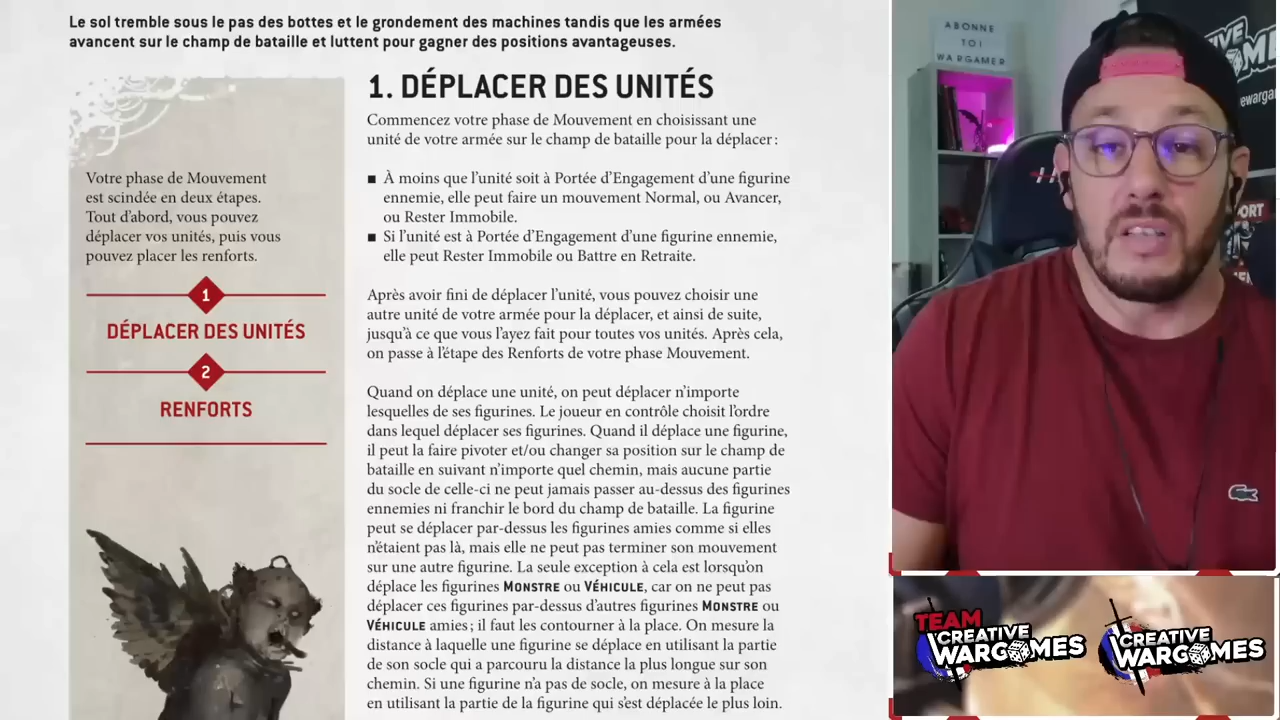 Le sol tremble sous le pas des bottes et le grondement des machines tandis que les armées
avancent sur le champ de bataille et luttent pour gagner des positions avantageuses.
Votre phase de Mouvement
est scindée en deux étapes.
Tout d'abord, vous pouvez
déplacer vos unités, puis vous
pouvez placer les renforts.
1
DÉPLACER DES UNITÉS
2
RENFORTS
1. DÉPLACER DES UNITÉS
Commencez votre phase de Mouvement en choisissant une
unité de votre armée sur le champ de bataille pour la déplacer :
■ À moins que l'unité soit à Portée d'Engagement d'une figurine
ennemie, elle peut faire un mouvement Normal, ou Avancer,
ou Rester Immobile.
■ Si l'unité est à Portée d'Engagement d'une figurine ennemie,
elle peut Rester Immobile ou Battre en Retraite.
Après avoir fini de déplacer l'unité, vous pouvez choisir une
autre unité de votre armée pour la déplacer, et ainsi de suite,
jusqu'à ce que vous l'ayez fait pour toutes vos unités. Après cela,
on passe à l'étape des Renforts de votre phase Mouvement.
Quand on déplace une unité, on peut déplacer n'importe
lesquelles de ses figurines. Le joueur en contrôle choisit l'ordre
dans lequel déplacer ses figurines. Quand il déplace une figurine,
il peut la faire pivoter et/ou changer sa position sur le champ de
bataille en suivant n'importe quel chemin, mais aucune partie
du socle de celle-ci ne peut jamais passer au-dessus des figurines
ennemies ni franchir le bord du champ de bataille. La figurine
peut se déplacer par-dessus les figurines amies comme si elles
n'étaient pas là, mais elle ne peut pas terminer son mouvement
sur une autre figurine. La seule exception à cela est lorsqu'on
déplace les figurines MONSTRE ou VÉHICULE, car on ne peut pas
déplacer ces figurines par-dessus d'autres figurines MONSTRE ou
VÉHICULE amies ; il faut les contourner à la place. On mesure la
distance à laquelle une figurine se déplace en utilisant la partie
de son socle qui a parcouru la distance la plus longue sur son
chemin. Si une figurine n'a pas de socle, on mesure à la place
en utilisant la partie de la figurine qui s'est déplacée le plus loin.
ABONNE
TOI
WARGAMER
TEAM
CREATIVE
WARGAMES
CREATIVE
WARGAMES